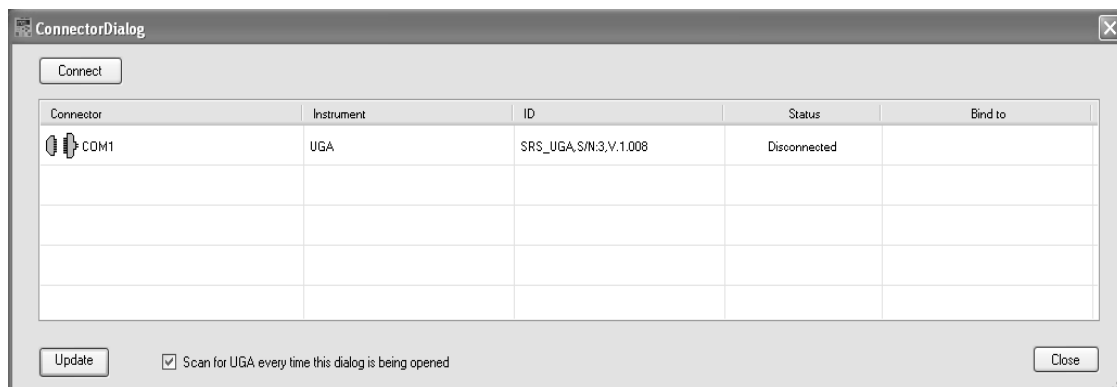 ConnectorDialog
Connect
Connector Instrument ID Status Bind to
COM1 UGA SRS_UGA,S/N:3,V.1.008 Disconnected
Update Scan for UGA every time this dialog is being opened Close